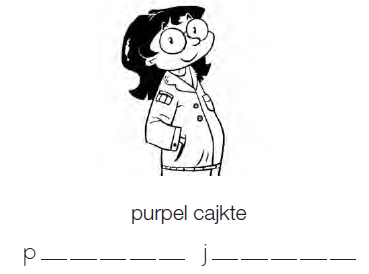 purpel cajkte
p _ _ _ _ _ j _ _ _ _ _